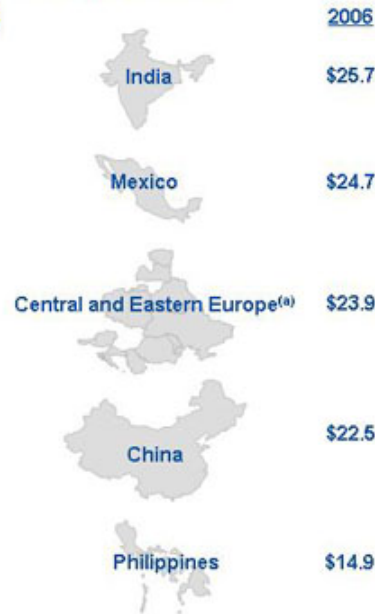 2006
India $25.7
Mexico $24.7
Central and Eastern Europe(a) $23.9
China $22.5
Philippines $14.9